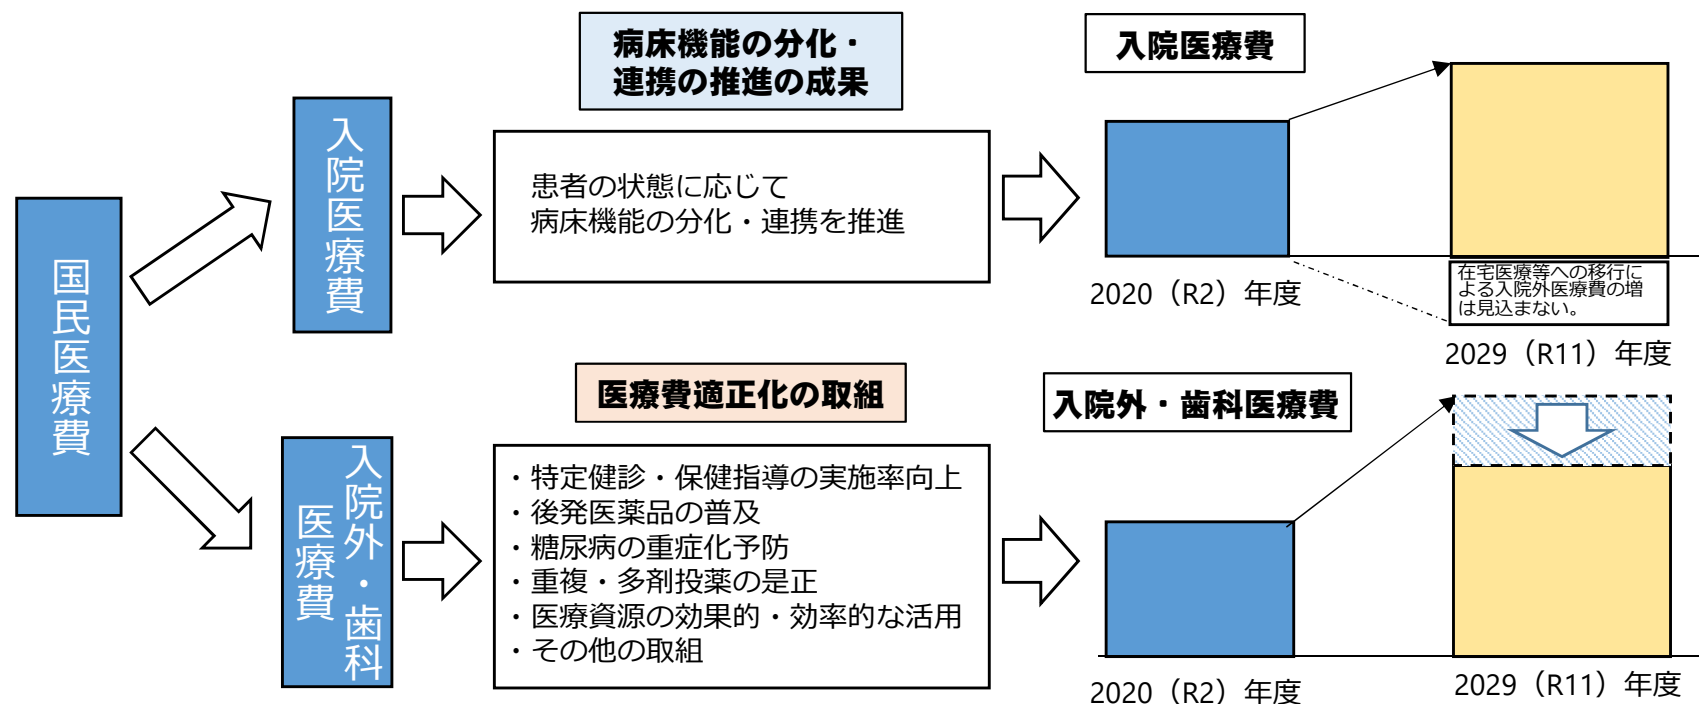 国民医療費
入院医療費
病床機能の分化・
連携の推進の成果
患者の状態に応じて
病床機能の分化・連携を推進
入院医療費
2020（R2）年度
在宅医療等への移行に
よる入院外医療費の増
は見込まない。
2029（R11）年度
入院外・歯科
医療費
医療費適正化の取組
・特定健診・保健指導の実施率向上
・後発医薬品の普及
・糖尿病の重症化予防
・重複・多剤投薬の是正
・医療資源の効果的・効率的な活用
・その他の取組
入院外・歯科医療費
2020（R2）年度
2029（R11）年度